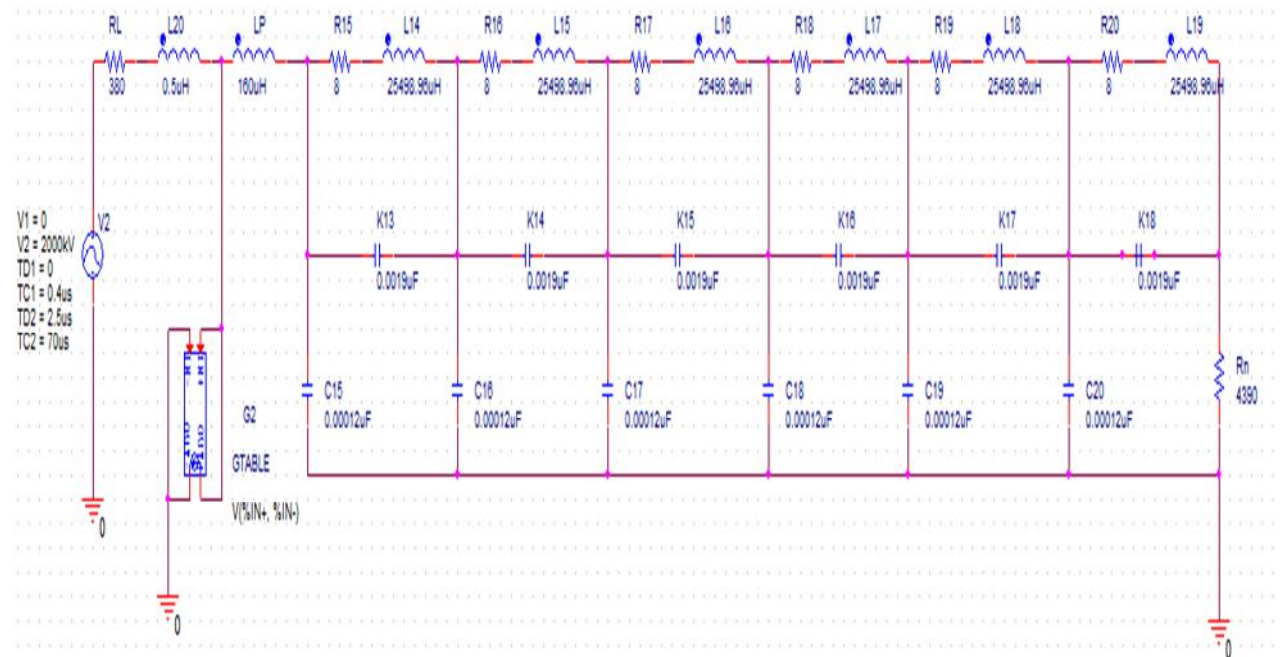 RL L20 LP R15 L14 R16 L15 R17 L16 R18 L17 R19 L18 R20 L19
380 0.5uH 160uH 8 25498.96uH 8 25498.96uH 8 25498.96uH 8 25498.96uH 8 25498.96uH 8 25498.96uH
V1 = 0
V2 = 2000kV
TD1 = 0
TC1 = 0.4us
TD2 = 2.5us
TC2 = 70us
V2
K13 K14 K15 K16 K17 K18
0.0019uF 0.0019uF 0.0019uF 0.0019uF 0.0019uF 0.0019uF
C15 C16 C17 C18 C19 C20
0.00012uF 0.00012uF 0.00012uF 0.00012uF 0.00012uF 0.00012uF
Rn
4390
G2
GTABLE
V(%IN+, %IN-)
0
0
0